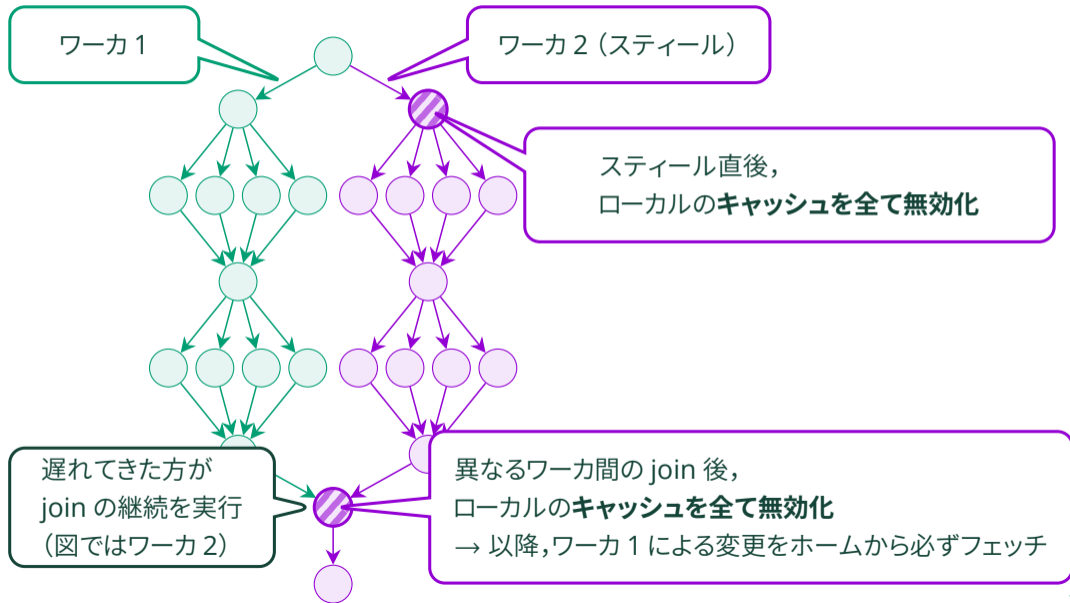 ワーカ 1
ワーカ 2(スティール)
スティール直後,
ローカルのキャッシュを全て無効化
遅れてきた方が
join の継続を実行
(図ではワーカ 2)
異なるワーカ間の join 後,
ローカルのキャッシュを全て無効化
→ 以降,ワーカ 1 による変更をホームから必ずフェッチ